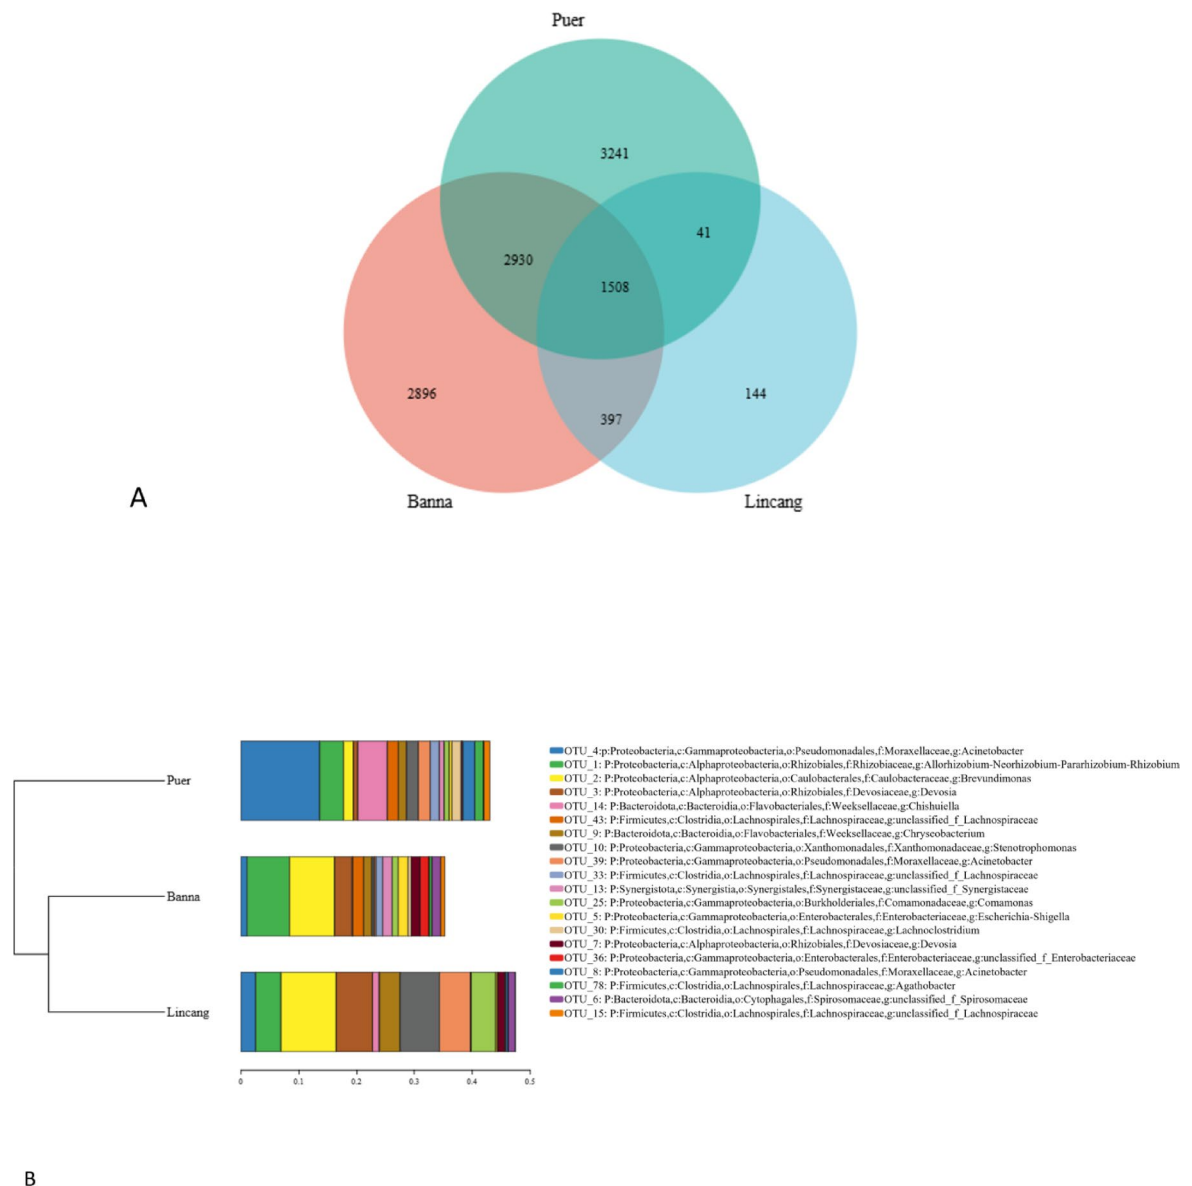 Puer
3241
41
2930
1508
2896
144
397
A
Banna
Lincang
Puer
Banna
Lincang
0 0.1 0.2 0.3 0.4 0.5
OTU_4:p:Proteobacteria,c:Gammaproteobacteria,o:Pseudomonadales,f:Moraxellaceae,g:Acinetobacter
OTU_1: P:Proteobacteria,c:Alphaproteobacteria,o:Rhizobiales,f:Rhizobiaceae,g:Allorhizobium-Neorhizobium-Pararhizobium-Rhizobium
OTU_2: P:Proteobacteria,c:Alphaproteobacteria,o:Caulobacterales,f:Caulobacteraceae,g:Brevundimonas
OTU_3: P:Proteobacteria,c:Alphaproteobacteria,o:Rhizobiales,f:Devosiaceae,g:Devosia
OTU_14: P:Bacteroidota,c:Bacteroidia,o:Flavobacteriales,f:Weeksellaceae,g:Chishuiella
OTU_43: P:Firmicutes,c:Clostridia,o:Lachnospirales,f:Lachnospiraceae,g:unclassified_f_Lachnospiraceae
OTU_9: P:Bacteroidota,c:Bacteroidia,o:Flavobacteriales,f:Weeksellaceae,g:Chryseobacterium
OTU_10: P:Proteobacteria,c:Gammaproteobacteria,o:Xanthomonadales,f:Xanthomonadaceae,g:Stenotrophomonas
OTU_39: P:Proteobacteria,c:Gammaproteobacteria,o:Pseudomonadales,f:Moraxellaceae,g:Acinetobacter
OTU_33: P:Firmicutes,c:Clostridia,o:Lachnospirales,f:Lachnospiraceae,g:unclassified_f_Lachnospiraceae
OTU_13: P:Synergistota,c:Synergistia,o:Synergistales,f:Synergistaceae,g:unclassified_f_Synergistaceae
OTU_25: P:Proteobacteria,c:Gammaproteobacteria,o:Burkholderiales,f:Comamonadaceae,g:Comamonas
OTU_5: P:Proteobacteria,c:Gammaproteobacteria,o:Enterobacterales,f:Enterobacteriaceae,g:Escherichia-Shigella
OTU_30: P:Firmicutes,c:Clostridia,o:Lachnospirales,f:Lachnospiraceae,g:Lachnoclostridium
OTU_7: P:Proteobacteria,c:Alphaproteobacteria,o:Rhizobiales,f:Devosiaceae,g:Devosia
OTU_36: P:Proteobacteria,c:Gammaproteobacteria,o:Enterobacterales,f:Enterobacteriaceae,g:unclassified_f_Enterobacteriaceae
OTU_8: P:Proteobacteria,c:Gammaproteobacteria,o:Pseudomonadales,f:Moraxellaceae,g:Acinetobacter
OTU_78: P:Firmicutes,c:Clostridia,o:Lachnospirales,f:Lachnospiraceae,g:Agathobacter
OTU_6: P:Bacteroidota,c:Bacteroidia,o:Cytophagales,f:Spirosomaceae,g:unclassified_f_Spirosomaceae
OTU_15: P:Firmicutes,c:Clostridia,o:Lachnospirales,f:Lachnospiraceae,g:unclassified_f_Lachnospiraceae
B